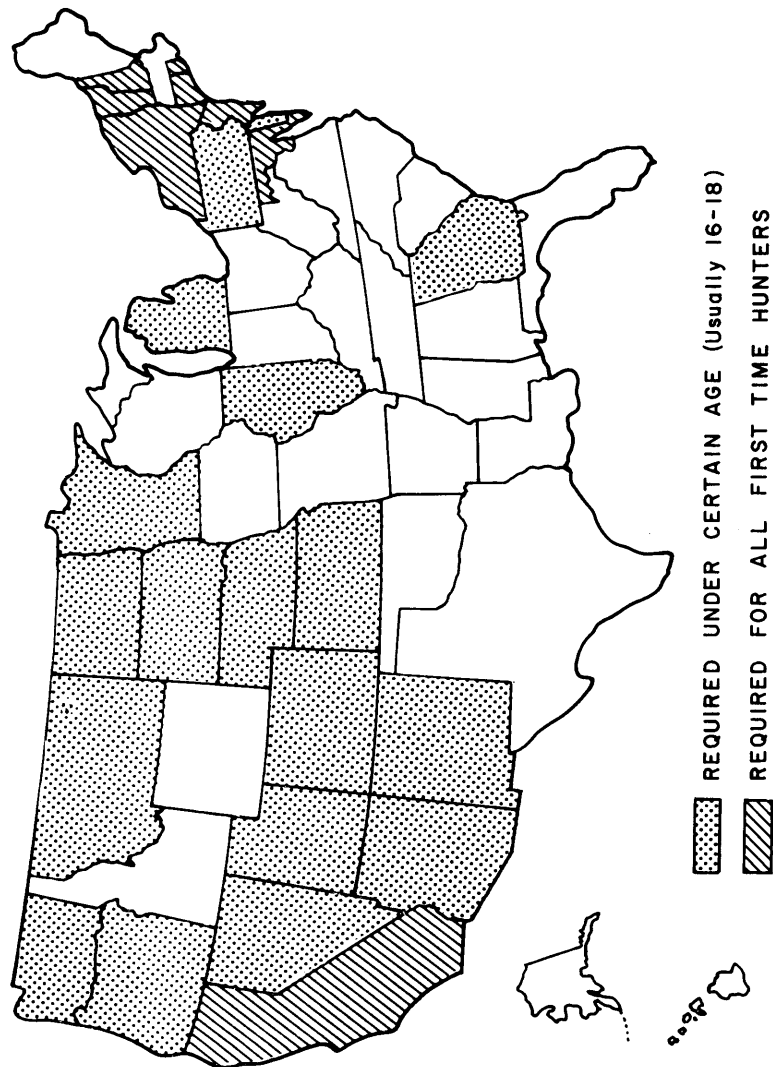 REQUIRED UNDER CERTAIN AGE (Usually 16-18)
REQUIRED FOR ALL FIRST TIME HUNTERS